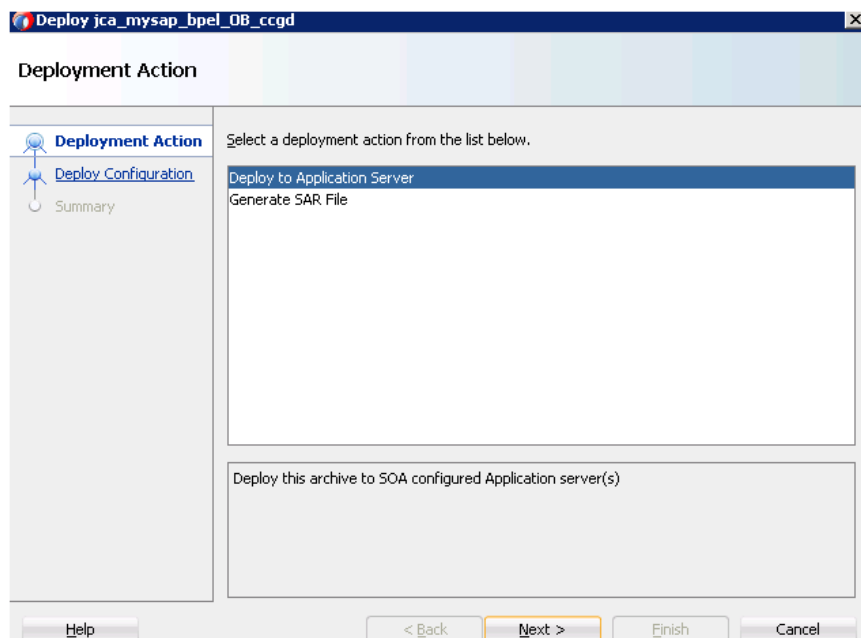 Deploy jca_mysap_bpel_OB_ccgd
Deployment Action
Deployment Action
Select a deployment action from the list below.
Deploy Configuration
Deploy to Application Server
Summary
Generate SAR File
Deploy this archive to SOA configured Application server(s)
Help
< Back
Next >
Finish
Cancel